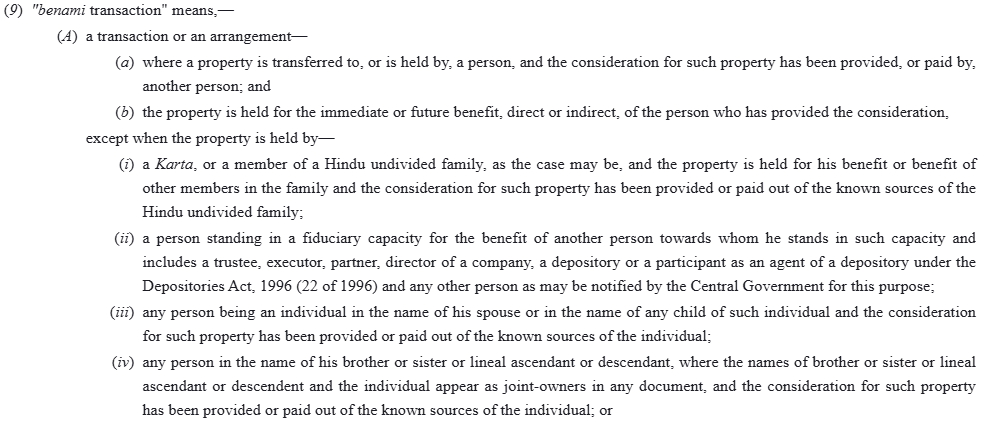 (9) "benami transaction" means,—
(A) a transaction or an arrangement—
(a) where a property is transferred to, or is held by, a person, and the consideration for such property has been provided, or paid by,
another person; and
(b) the property is held for the immediate or future benefit, direct or indirect, of the person who has provided the consideration,
except when the property is held by—
(i) a Karta, or a member of a Hindu undivided family, as the case may be, and the property is held for his benefit or benefit of
other members in the family and the consideration for such property has been provided or paid out of the known sources of the
Hindu undivided family;
(ii) a person standing in a fiduciary capacity for the benefit of another person towards whom he stands in such capacity and
includes a trustee, executor, partner, director of a company, a depository or a participant as an agent of a depository under the
Depositories Act, 1996 (22 of 1996) and any other person as may be notified by the Central Government for this purpose;
(iii) any person being an individual in the name of his spouse or in the name of any child of such individual and the consideration
for such property has been provided or paid out of the known sources of the individual;
(iv) any person in the name of his brother or sister or lineal ascendant or descendant, where the names of brother or sister or lineal
ascendant or descendent and the individual appear as joint-owners in any document, and the consideration for such property
has been provided or paid out of the known sources of the individual; or